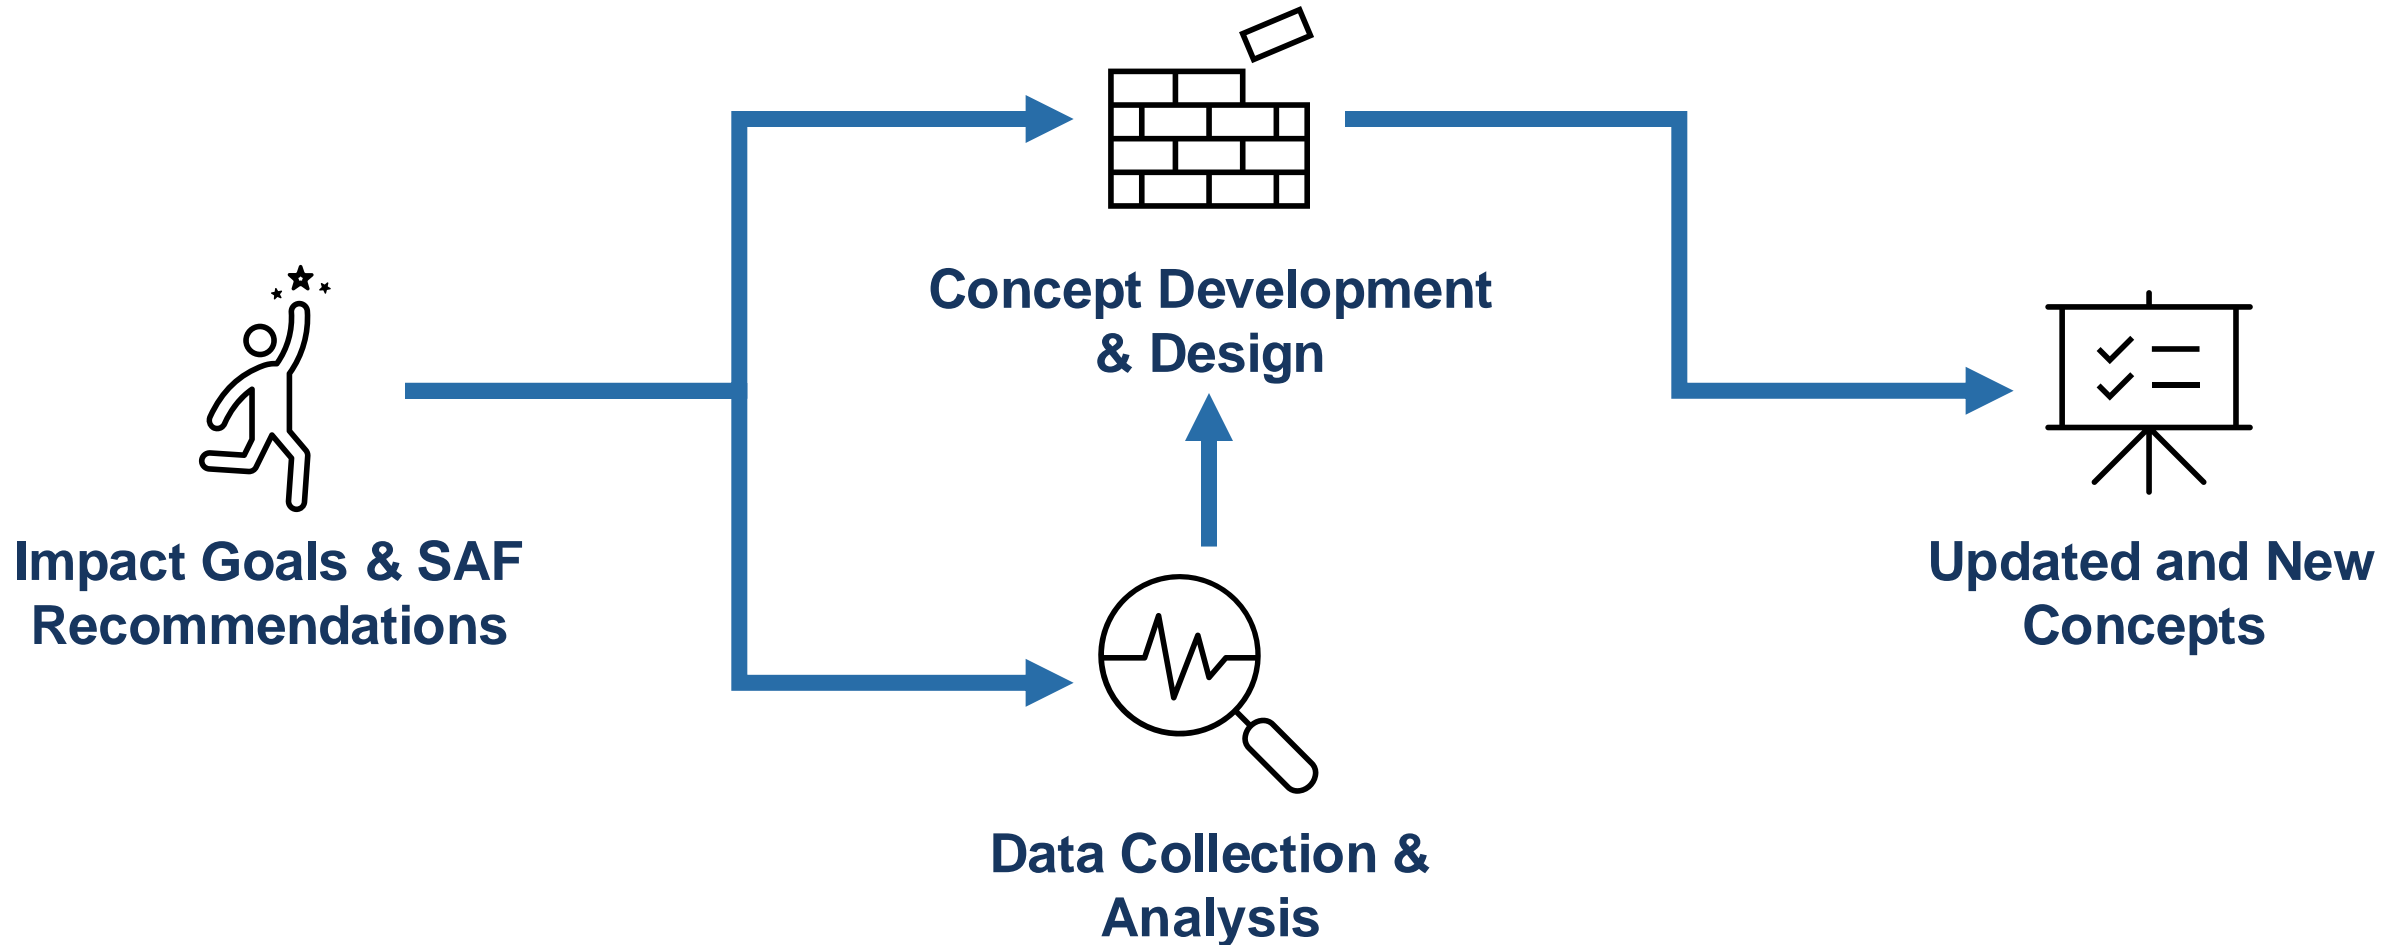 Impact Goals & SAF
Recommendations
Concept Development
& Design
Data Collection &
Analysis
Updated and New
Concepts